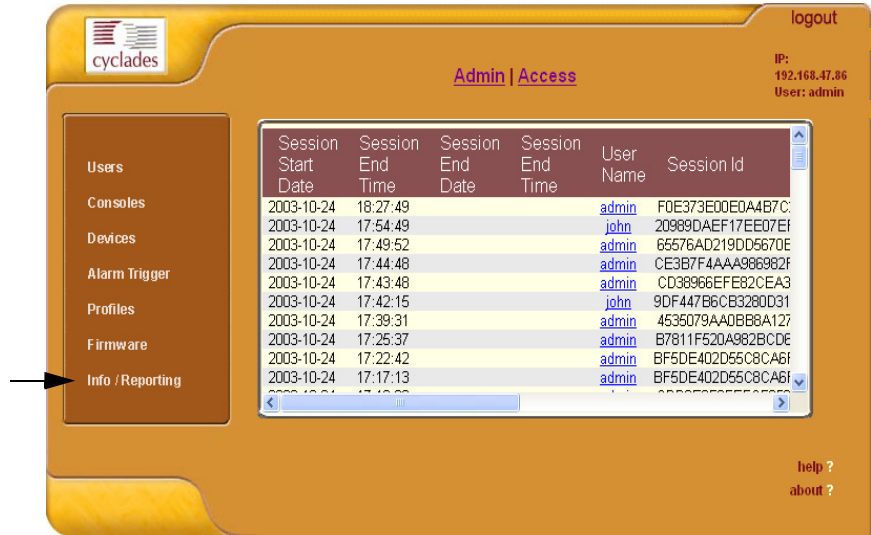 logout
cyclades
IP:
192.168.47.86
User: admin
Admin | Access
Users
Consoles
Devices
Alarm Trigger
Profiles
Firmware
Info / Reporting
Session Start Date Session End Time Session End Date Session End Time User Name Session Id
2003-10-24 18:27:49 admin F0E373E00E0A4B7C
2003-10-24 17:54:49 john 20989DAEF17EE07E
2003-10-24 17:49:52 admin 65576AD219DD5670
2003-10-24 17:44:48 admin CE3B7F4AAA986982
2003-10-24 17:43:48 admin CD38966EFE82CEA3
2003-10-24 17:42:15 john 9DF447B6CB3280D31
2003-10-24 17:39:31 admin 4535079AA0BB8A127
2003-10-24 17:25:37 admin B7811F520A982BCD
2003-10-24 17:22:42 admin BF5DE402D55C8CA6
2003-10-24 17:17:13 admin BF5DE402D55C8CA6
help ?
about ?